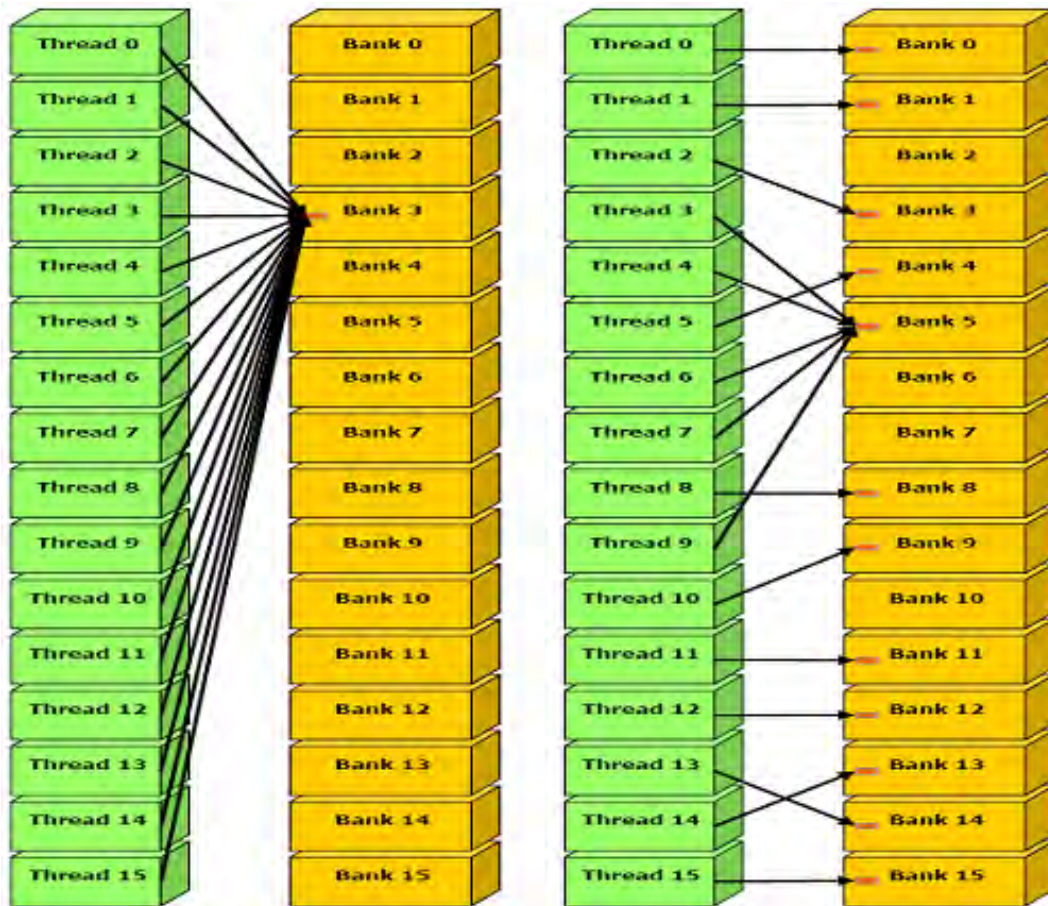 Thread 0 Bank 0 Thread 0 Bank 0
Thread 1 Bank 1 Thread 1 Bank 1
Thread 2 Bank 2 Thread 2 Bank 2
Thread 3 Bank 3 Thread 3 Bank 3
Thread 4 Bank 4 Thread 4 Bank 4
Thread 5 Bank 5 Thread 5 Bank 5
Thread 6 Bank 6 Thread 6 Bank 6
Thread 7 Bank 7 Thread 7 Bank 7
Thread 8 Bank 8 Thread 8 Bank 8
Thread 9 Bank 9 Thread 9 Bank 9
Thread 10 Bank 10 Thread 10 Bank 10
Thread 11 Bank 11 Thread 11 Bank 11
Thread 12 Bank 12 Thread 12 Bank 12
Thread 13 Bank 13 Thread 13 Bank 13
Thread 14 Bank 14 Thread 14 Bank 14
Thread 15 Bank 15 Thread 15 Bank 15